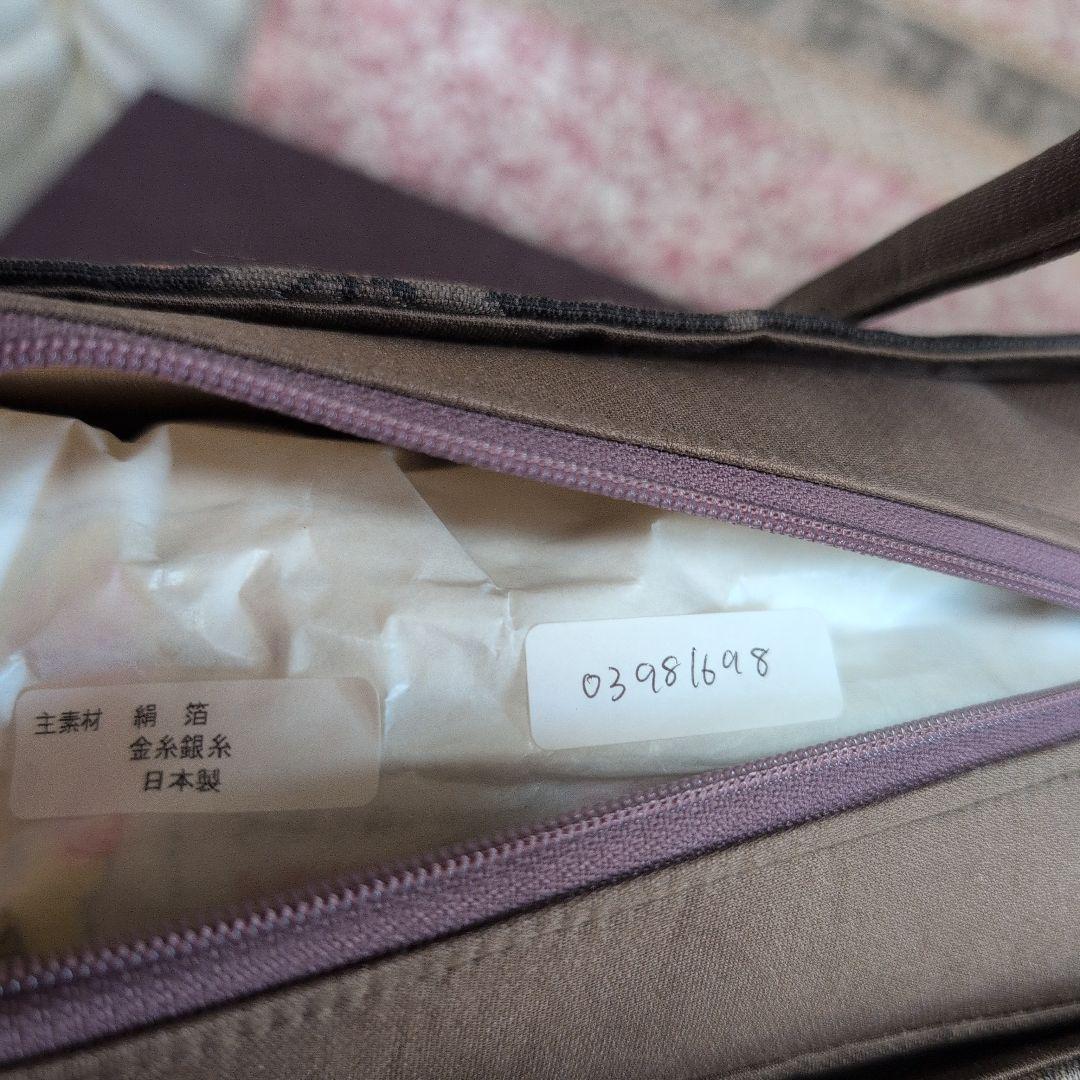 主素材 絹 箔
金糸銀糸
日本製
03981698